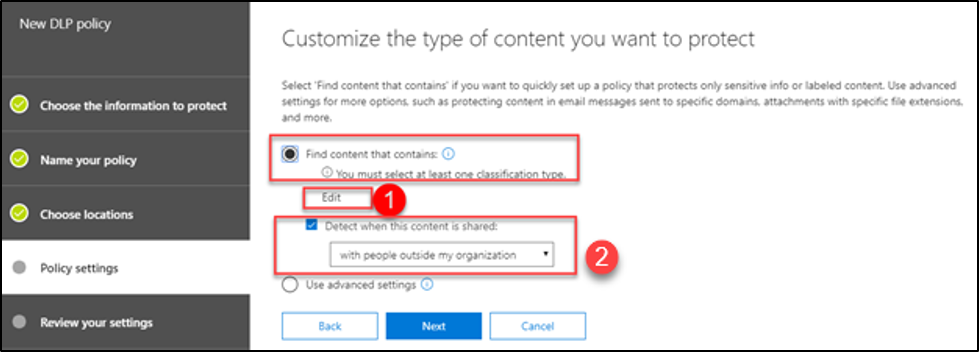 New DLP policy
Choose the information to protect
Name your policy
Choose locations
Policy settings
Review your settings
Customize the type of content you want to protect
Select 'Find content that contains' if you want to quickly set up a policy that protects only sensitive info or labeled content. Use advanced
settings for more options, such as protecting content in email messages sent to specific domains, attachments with specific file extensions,
and more.
Find content that contains:
You must select at least one classification type.
Edit
1
Detect when this content is shared:
with people outside my organization
2
Use advanced settings
Back
Next
Cancel